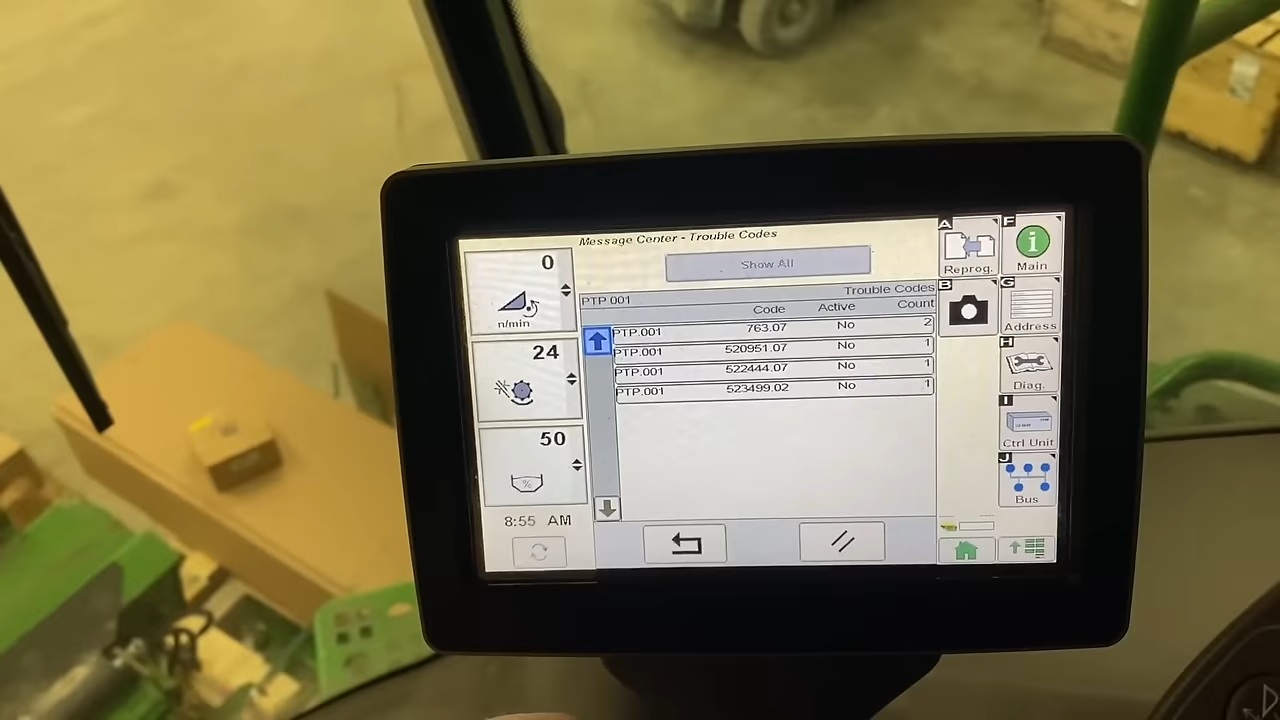 Message Center - Trouble Codes
Show All
0
n/min
24
50
%
8:55 AM
PTP 001 Trouble Codes
Code Active Count
PTP.001 763.07 No 2
PTP.001 520951.07 No 1
PTP.001 522444.07 No 1
PTP.001 523499.02 No 1
A
Reprog.
B
F
i
Main
G
Address
H
Diag.
I
Ctrl Unit
J
Bus